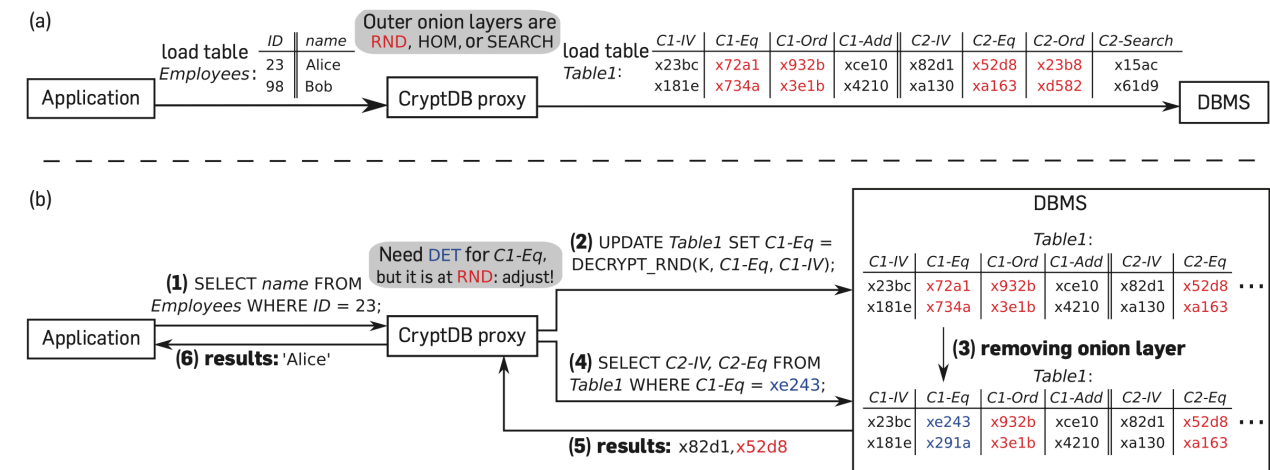 (a)
Outer onion layers are
RND, HOM, or SEARCH
load table
Employees:
ID name
23 Alice
98 Bob
load table
Table1:
C1-IV C1-Eq C1-Ord C1-Add C2-IV C2-Eq C2-Ord C2-Search
x23bc x72a1 x932b xce10 x82d1 x52d8 x23b8 x15ac
x181e x734a x3e1b x4210 xa130 xa163 xd582 x61d9
Application
CryptDB proxy
DBMS
(b)
(1) SELECT name FROM
Employees WHERE ID = 23;
Need DET for C1-Eq,
but it is at RND: adjust!
(2) UPDATE Table1 SET C1-Eq =
DECRYPT_RND(K, C1-Eq, C1-IV);
Application
CryptDB proxy
(6) results: 'Alice'
(4) SELECT C2-IV, C2-Eq FROM
Table1 WHERE C1-Eq = xe243;
(5) results: x82d1,x52d8
DBMS
Table1:
C1-IV C1-Eq C1-Ord C1-Add C2-IV C2-Eq
x23bc x72a1 x932b xce10 x82d1 x52d8 ...
x181e x734a x3e1b x4210 xa130 xa163
(3) removing onion layer
Table1:
C1-IV C1-Eq C1-Ord C1-Add C2-IV C2-Eq
x23bc xe243 x932b xce10 x82d1 x52d8 ...
x181e x291a x3e1b x4210 xa130 xa163